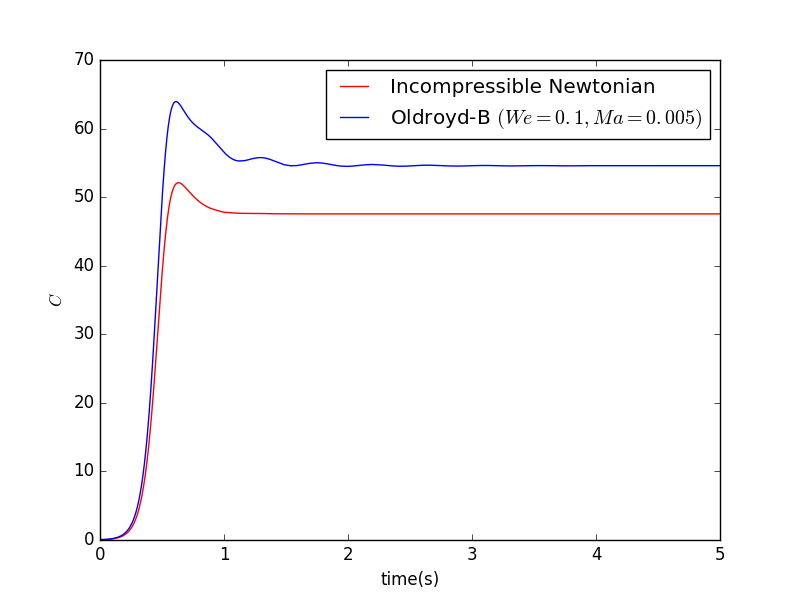 70
60
50
40
30
20
10
0
C
Incompressible Newtonian
Oldroyd-B (We = 0.1, Ma = 0.005)
0 1 2 3 4 5
time(s)